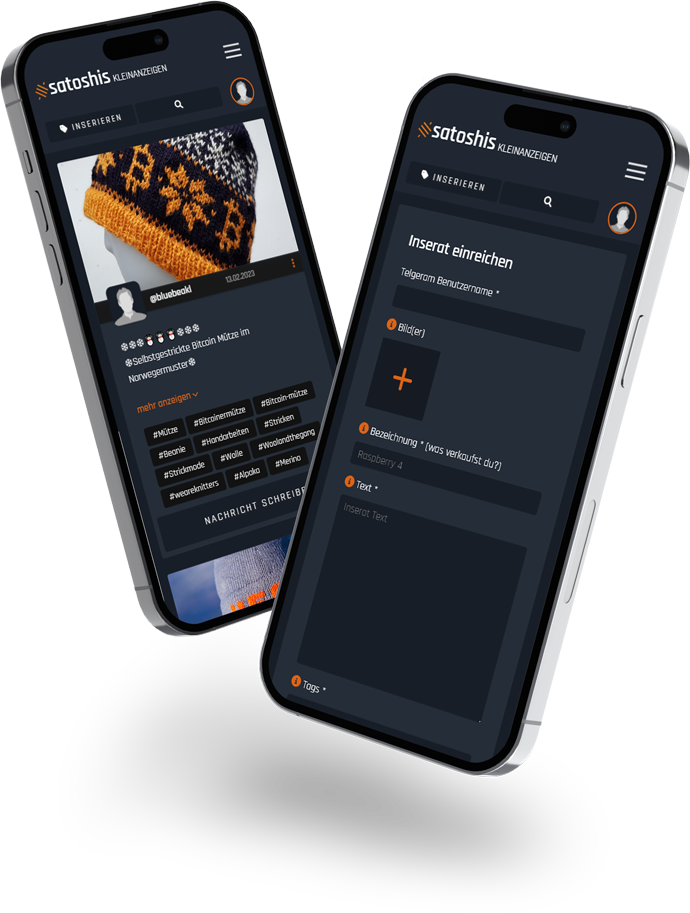 satoshis KLEINANZEIGEN
INSERIEREN
@bluebeakl
13.02.2023
❄❄❄⛄⛄⛄❄❄❄
❄Selbstgestrickte Bitcoin Mütze im
Norwegermuster❄
mehr anzeigen
#Mütze #Bitcoinermütze #Bitcoin-mütze
#Beanie #Handarbeiten #Stricken
#Strickmode #Wolle #Woolandthegang
#weareknitters #Alpaka #Merino
NACHRICHT SCHREIBE
satoshis KLEINANZEIGEN
INSERIEREN
Inserat einreichen
Telgeram Benutzername *
Bild(er)
Bezeichnung * (was verkaufst du?)
Raspberry 4
Text *
Inserat Text
Tags *